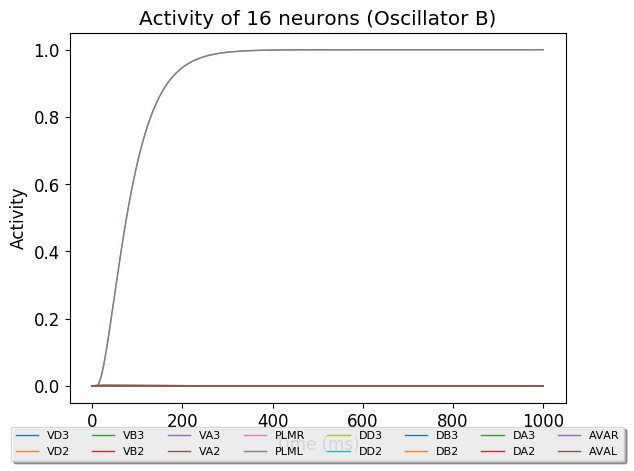 Activity of 16 neurons (Oscillator B)
1.0
0.8
0.6
0.4
0.2
0.0
Activity
0 200 400 600 800 1000
Time (ms)
VD3 VB3 VA3 PLMR DD3 DB3 DA3 AVAR
VD2 VB2 VA2 PLML DD2 DB2 DA2 AVAL